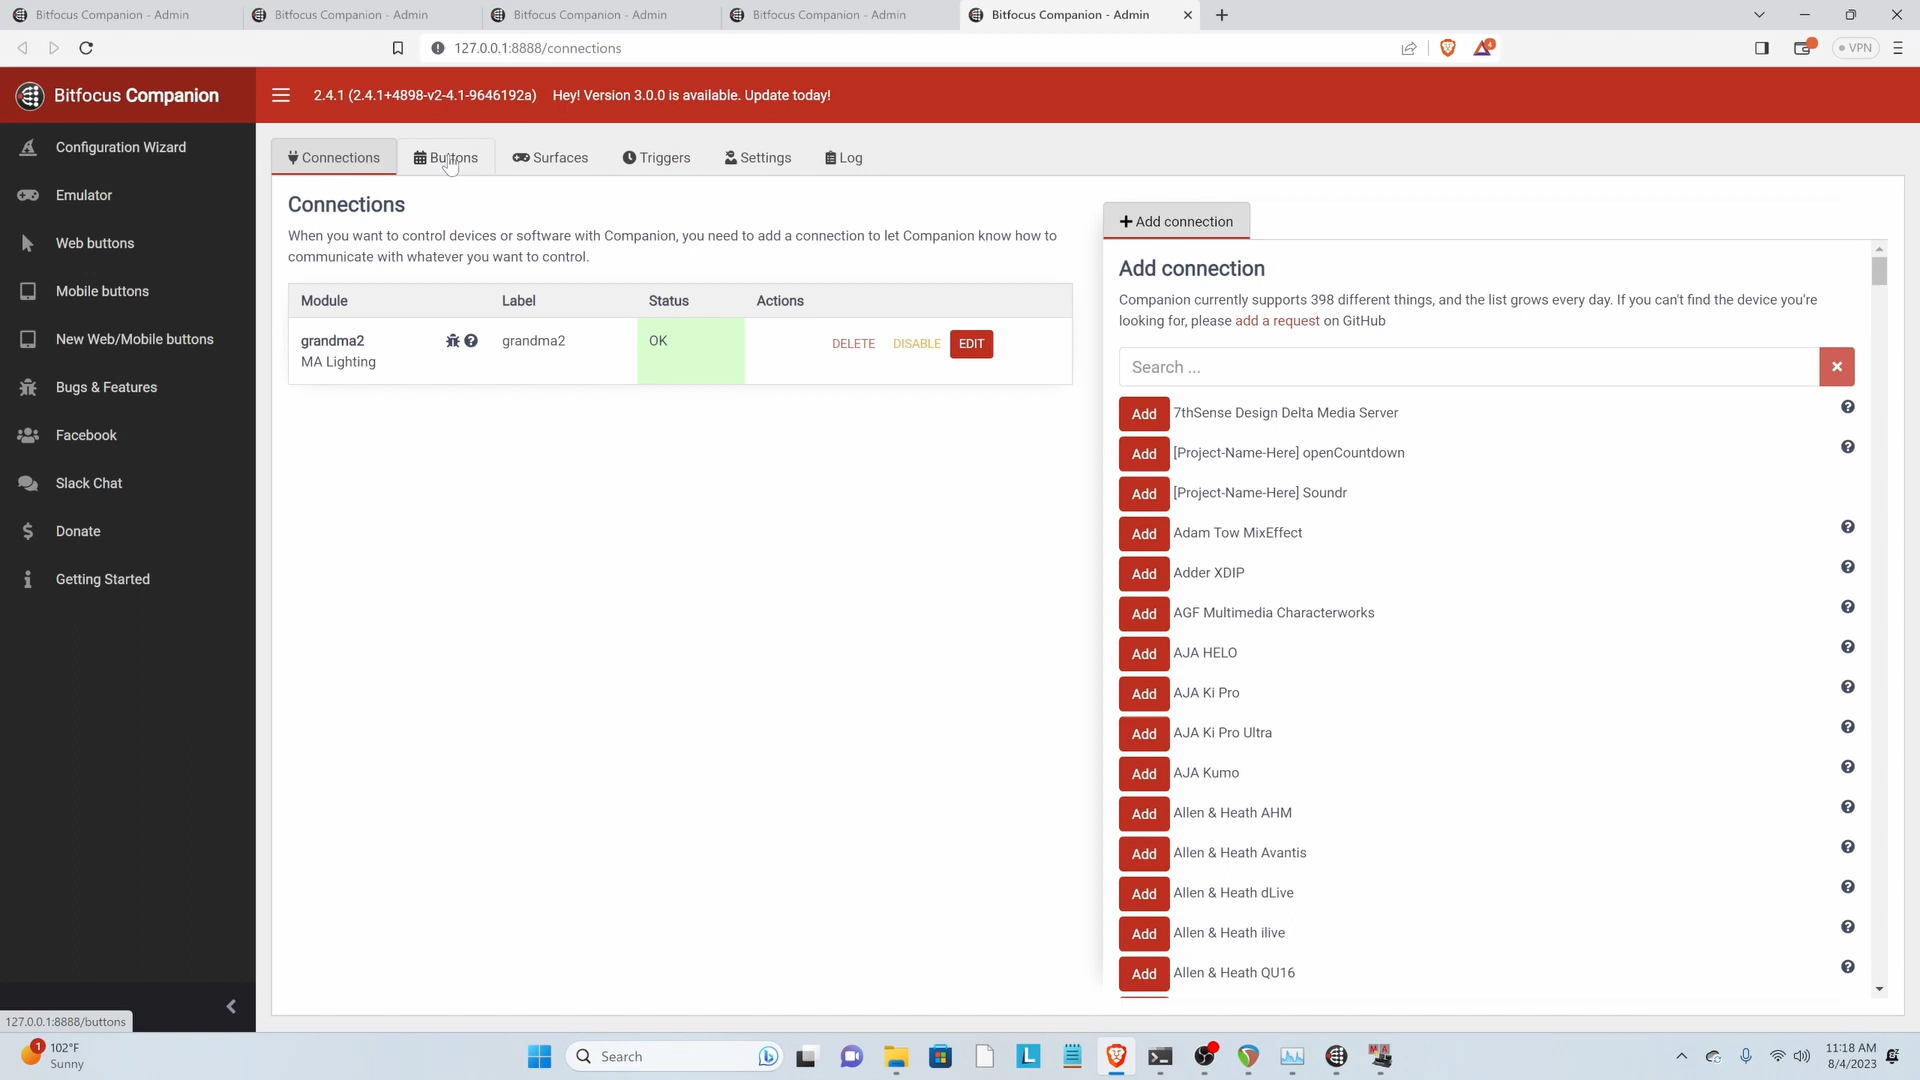 Bitfocus Companion - Admin
Bitfocus Companion - Admin
Bitfocus Companion - Admin
Bitfocus Companion - Admin
Bitfocus Companion - Admin
127.0.0.1:8888/connections
4
VPN
Bitfocus Companion
2.4.1 (2.4.1+4898-v2-4.1-9646192a)
Hey! Version 3.0.0 is available. Update today!
Configuration Wizard
Emulator
Web buttons
Mobile buttons
New Web/Mobile buttons
Bugs & Features
Facebook
Slack Chat
Donate
Getting Started
127.0.0.1:8888/buttons
Connections
Buttons
Surfaces
Triggers
Settings
Log
Connections
When you want to control devices or software with Companion, you need to add a connection to let Companion know how to
communicate with whatever you want to control.
Module
Label
Status
Actions
grandma2
MA Lighting
grandma2
OK
DELETE
DISABLE
EDIT
Add connection
Add connection
Companion currently supports 398 different things, and the list grows every day. If you can't find the device you're
looking for, please add a request on GitHub
Search ...
Add 7thSense Design Delta Media Server
Add [Project-Name-Here] openCountdown
Add [Project-Name-Here] Soundr
Add Adam Tow MixEffect
Add Adder XDIP
Add AGF Multimedia Characterworks
Add AJA HELO
Add AJA Ki Pro
Add AJA Ki Pro Ultra
Add AJA Kumo
Add Allen & Heath AHM
Add Allen & Heath Avantis
Add Allen & Heath dLive
Add Allen & Heath ilive
Add Allen & Heath QU16
1
102°F
Sunny
Search
L
MA
11:18 AM
8/4/2023